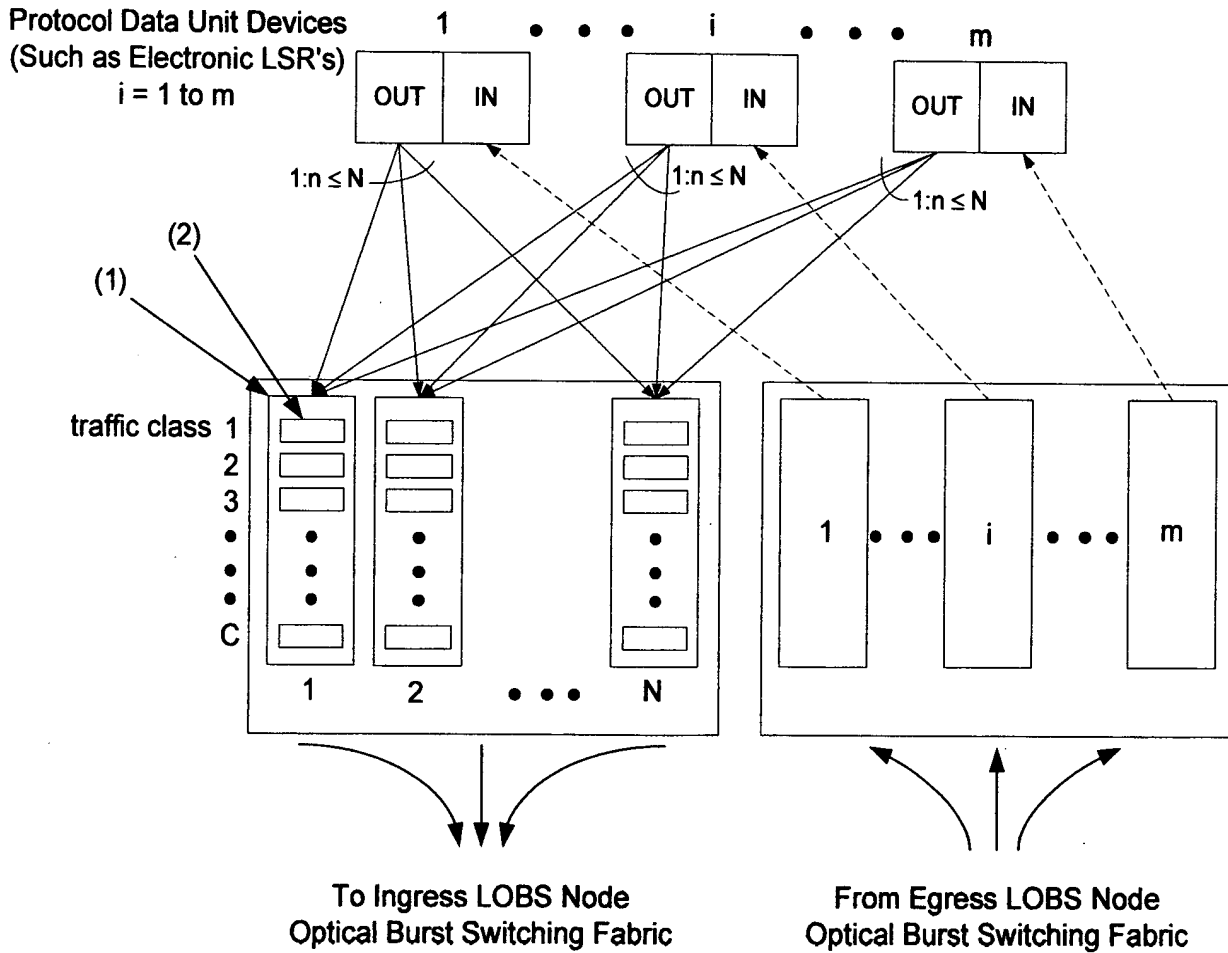 Protocol Data Unit Devices
(Such as Electronic LSR's)
i = 1 to m
1 • • • i • • • m
OUT IN OUT IN OUT IN
1:n ≤ N 1:n ≤ N 1:n ≤ N
(2)
(1)
traffic class 1
2
3
C
1 • • • i • • • m
1 2 • • • N
To Ingress LOBS Node
Optical Burst Switching Fabric
From Egress LOBS Node
Optical Burst Switching Fabric